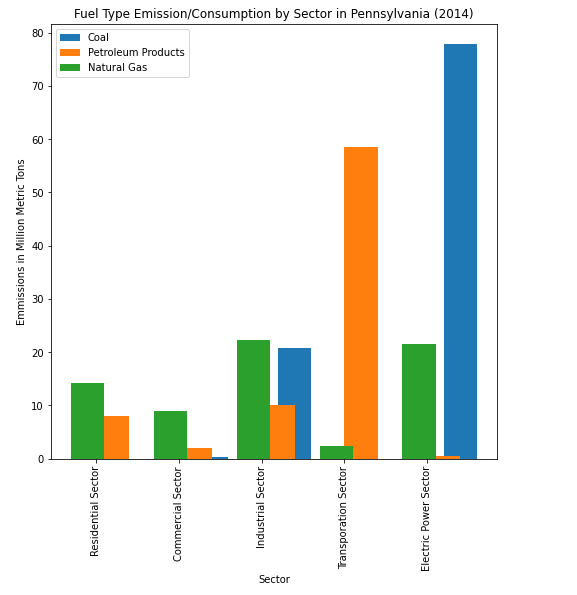 Fuel Type Emission/Consumption by Sector in Pennsylvania (2014)
Coal
Petroleum Products
Natural Gas
80
70
60
50
40
30
20
10
0
Emmissions in Million Metric Tons
Residential Sector
Commercial Sector
Industrial Sector
Transporation Sector
Electric Power Sector
Sector